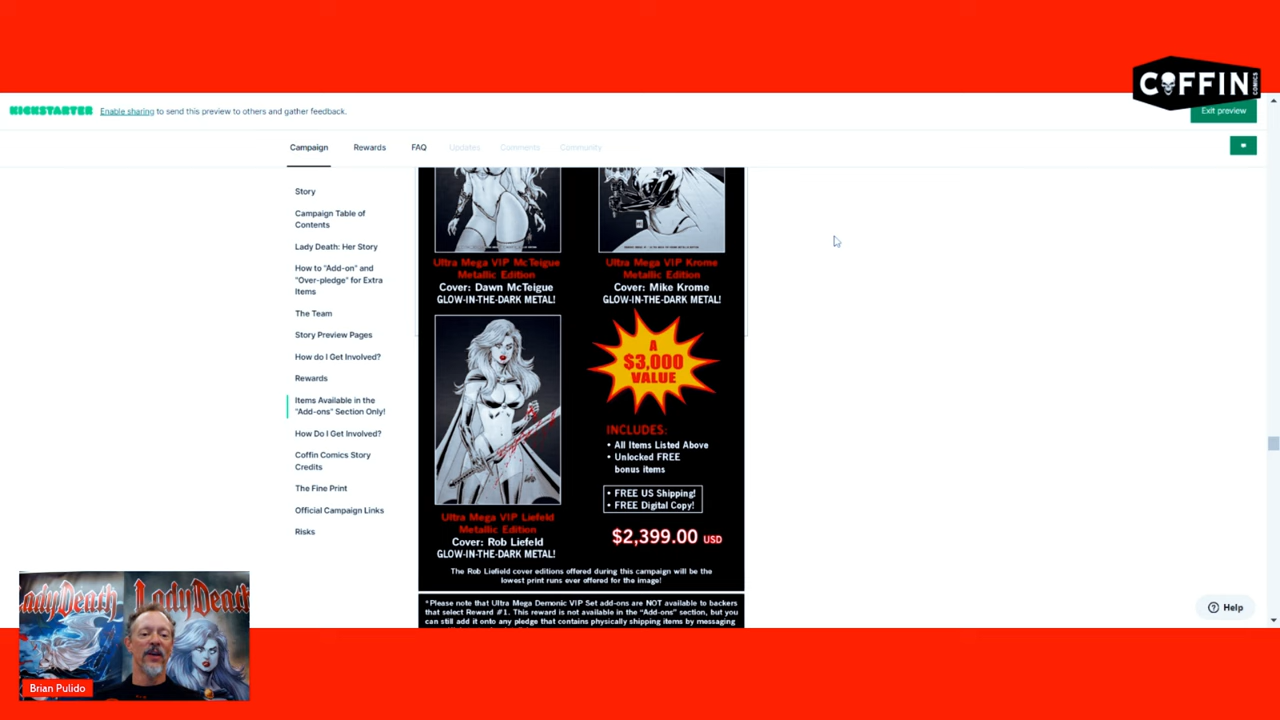 COFFIN
COMICS
KICKSTARTER
Enable sharing to send this preview to others and gather feedback.
Exit preview
Campaign
Rewards
FAQ
Updates
Comments
Community
Story
Campaign Table of
Contents
Lady Death: Her Story
How to "Add-on" and
"Over-pledge" for Extra
Items
The Team
Story Preview Pages
How do I Get Involved?
Rewards
Items Available in the
"Add-ons" Section Only!
How Do I Get Involved?
Coffin Comics Story
Credits
The Fine Print
Official Campaign Links
Risks
Ultra Mega VIP McTeigue
Metallic Edition
Cover: Dawn McTeigue
GLOW-IN-THE-DARK METAL!
Ultra Mega VIP Krome
Metallic Edition
Cover: Mike Krome
GLOW-IN-THE-DARK METAL!
A
$3,000
VALUE
INCLUDES:
• All Items Listed Above
• Unlocked FREE
bonus items
• FREE US Shipping!
• FREE Digital Copy!
$2,399.00 USD
Ultra Mega VIP Liefeld
Metallic Edition
Cover: Rob Liefeld
GLOW-IN-THE-DARK METAL!
The Rob Liefield cover editions offered during this campaign will be the
lowest print runs ever offered for the image!
*Please note that Ultra Mega Demonic VIP Set add-ons are NOT available to backers
that select Reward #1. This reward is not available in the "Add-ons" section, but you
can still add it onto any pledge that contains physically shipping items by messaging
Help
LadyDeath
LadyDeath
Brian Pulido